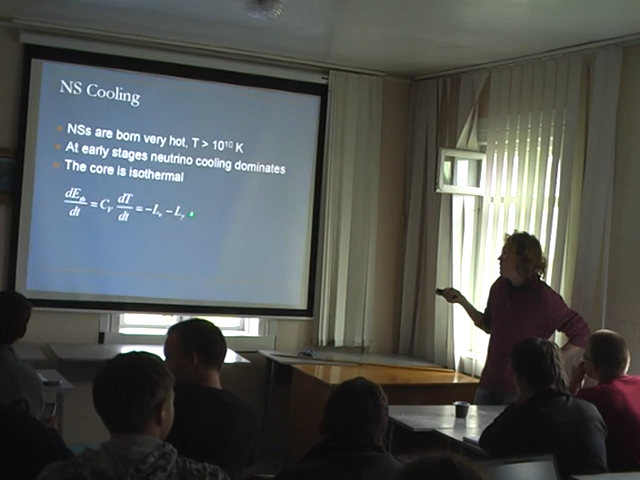 NS Cooling
NSs are born very hot, T > 10¹⁰ K
At early stages neutrino cooling dominates
The core is isothermal
dE_th/dt = C_V dT/dt = -L_ν - L_γ